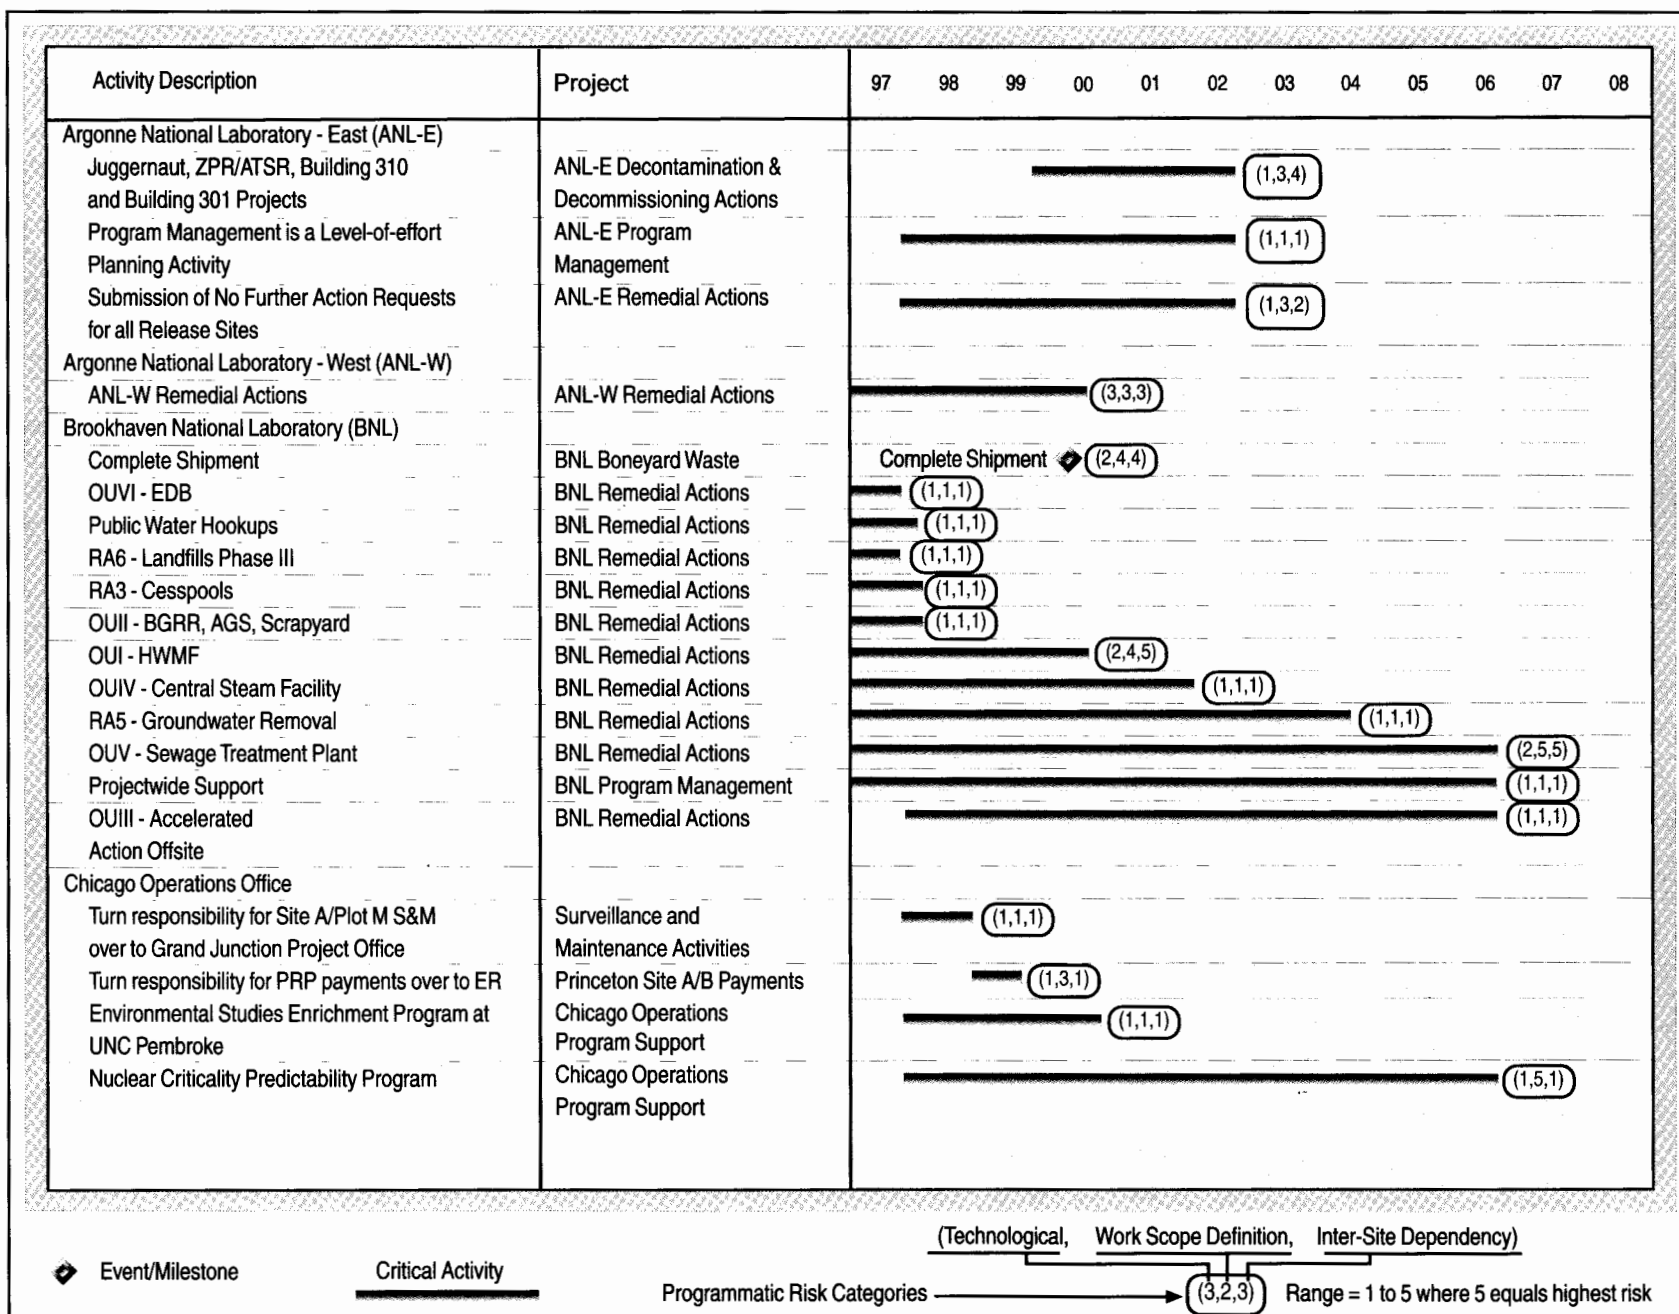 Activity Description Project 97 98 99 00 01 02 03 04 05 06 07 08
Argonne National Laboratory - East (ANL-E)
Juggernaut, ZPR/ATSR, Building 310 ANL-E Decontamination & (1,3,4)
and Building 301 Projects Decommissioning Actions
Program Management is a Level-of-effort ANL-E Program (1,1,1)
Planning Activity Management
Submission of No Further Action Requests ANL-E Remedial Actions (1,3,2)
for all Release Sites
Argonne National Laboratory - West (ANL-W)
ANL-W Remedial Actions ANL-W Remedial Actions (3,3,3)
Brookhaven National Laboratory (BNL)
Complete Shipment BNL Boneyard Waste Complete Shipment (2,4,4)
OUVI - EDB BNL Remedial Actions (1,1,1)
Public Water Hookups BNL Remedial Actions (1,1,1)
RA6 - Landfills Phase III BNL Remedial Actions (1,1,1)
RA3 - Cesspools BNL Remedial Actions (1,1,1)
OUII - BGRR, AGS, Scrapyard BNL Remedial Actions (1,1,1)
OUI - HWMF BNL Remedial Actions (2,4,5)
OUIV - Central Steam Facility BNL Remedial Actions (1,1,1)
RA5 - Groundwater Removal BNL Remedial Actions (1,1,1)
OUV - Sewage Treatment Plant BNL Remedial Actions (2,5,5)
Projectwide Support BNL Program Management (1,1,1)
OUIII - Accelerated BNL Remedial Actions (1,1,1)
Action Offsite
Chicago Operations Office
Turn responsibility for Site A/Plot M S&M Surveillance and (1,1,1)
over to Grand Junction Project Office Maintenance Activities
Turn responsibility for PRP payments over to ER Princeton Site A/B Payments (1,3,1)
Environmental Studies Enrichment Program at Chicago Operations (1,1,1)
UNC Pembroke Program Support
Nuclear Criticality Predictability Program Chicago Operations (1,5,1)
Program Support
(Technological, Work Scope Definition, Inter-Site Dependency)
Event/Milestone Critical Activity
Programmatic Risk Categories (3,2,3) Range = 1 to 5 where 5 equals highest risk